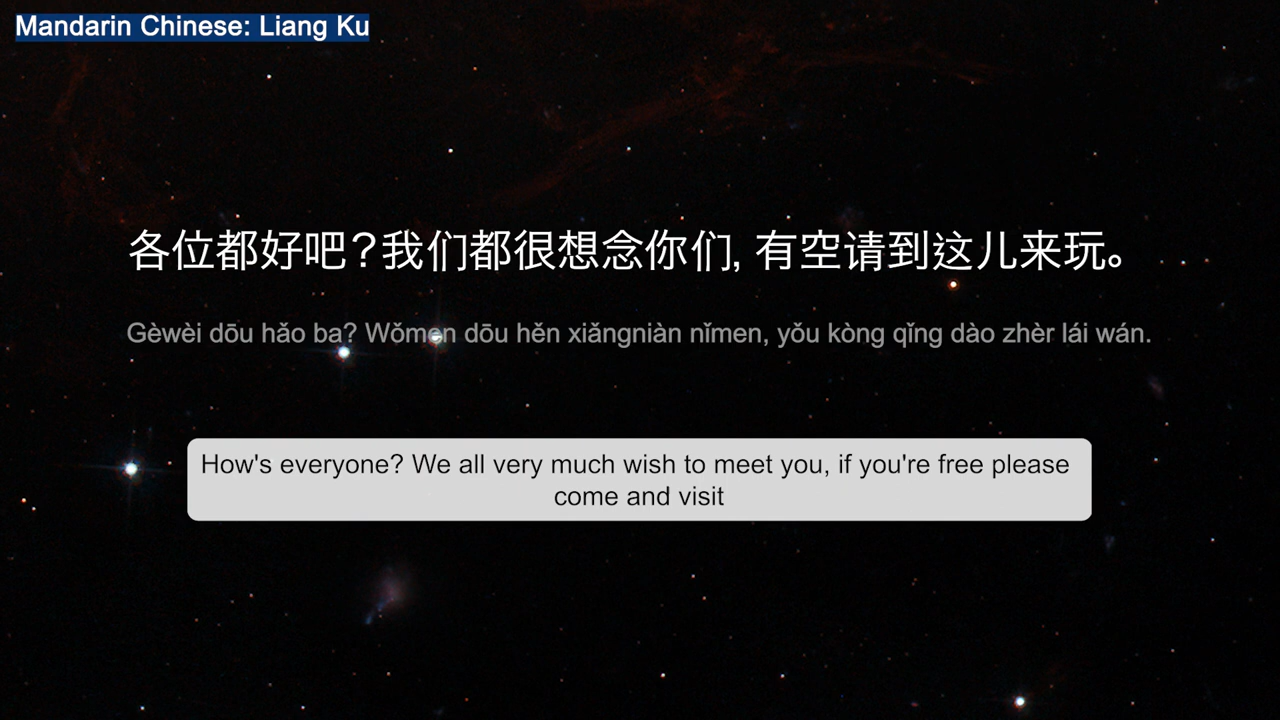 Mandarin Chinese: Liang Ku
各位都好吧？我们都很想念你们, 有空请到这儿来玩。
Gèwèi dōu hǎo ba? Wǒmen dōu hěn xiǎngniàn nǐmen, yǒu kòng qǐng dào zhèr lái wán.
How's everyone? We all very much wish to meet you, if you're free please
come and visit